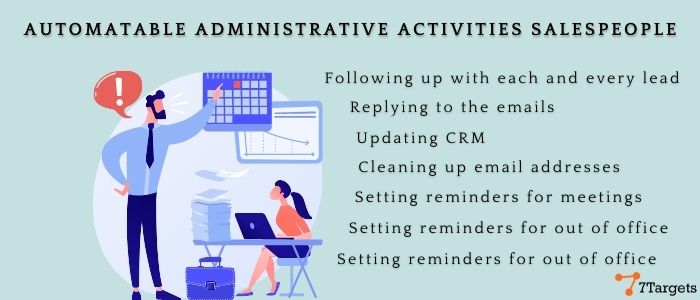 AUTOMATABLE ADMINISTRATIVE ACTIVITIES SALESPEOPLE
Following up with each and every lead
Replying to the emails
Updating CRM
Cleaning up email addresses
Setting reminders for meetings
Setting reminders for out of office
Setting reminders for out of office
7Targets